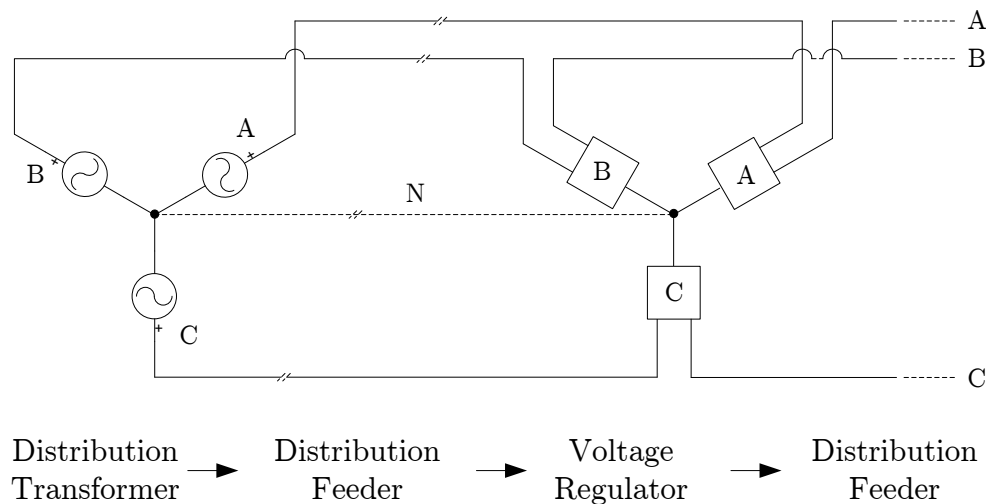 A
B
A
B
B
A
N
C
C
C
Distribution
Transformer
Distribution
Feeder
Voltage
Regulator
Distribution
Feeder